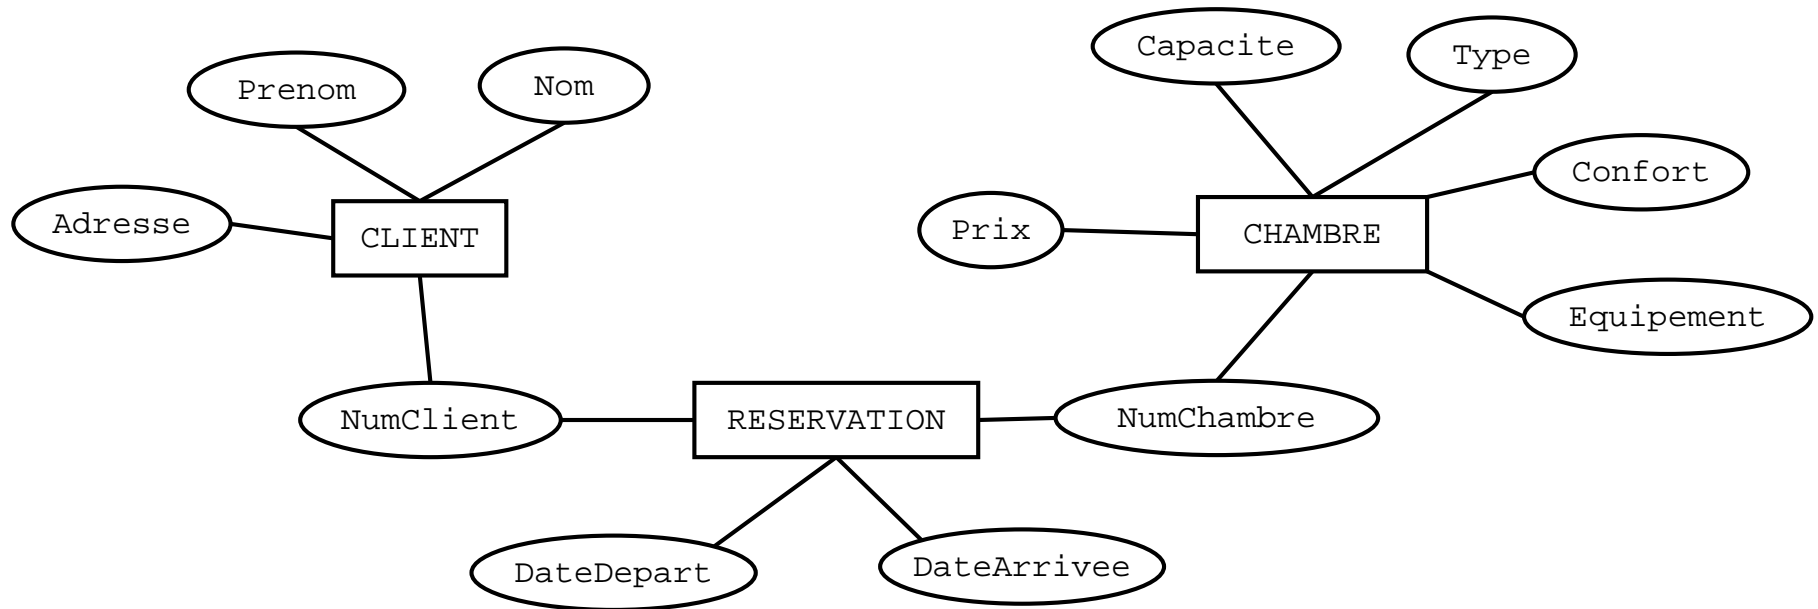 Capacite
Type
Prenom
Nom
Confort
Adresse
CLIENT
Prix
CHAMBRE
Equipement
NumClient
RESERVATION
NumChambre
DateDepart
DateArrivee